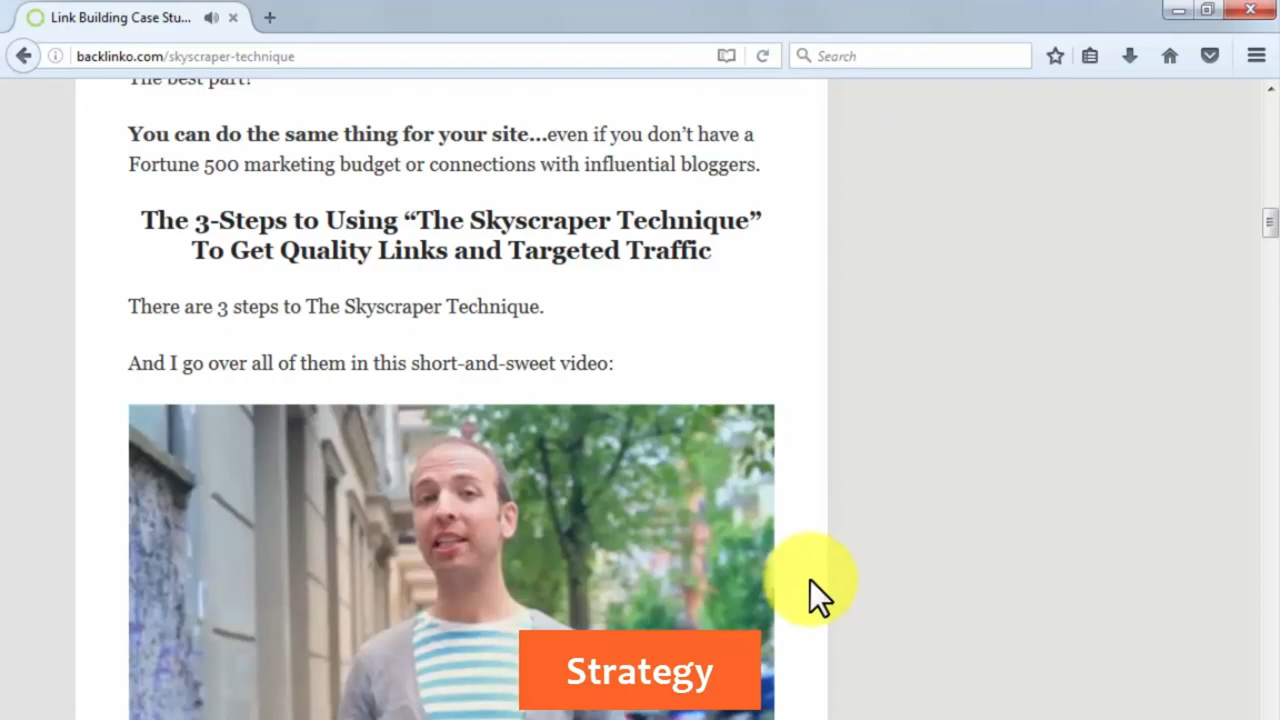 Link Building Case Stu...
backlinko.com/skyscraper-technique
Search
The best part?
You can do the same thing for your site…even if you don’t have a
Fortune 500 marketing budget or connections with influential bloggers.
The 3-Steps to Using “The Skyscraper Technique”
To Get Quality Links and Targeted Traffic
There are 3 steps to The Skyscraper Technique.
And I go over all of them in this short-and-sweet video:
Strategy